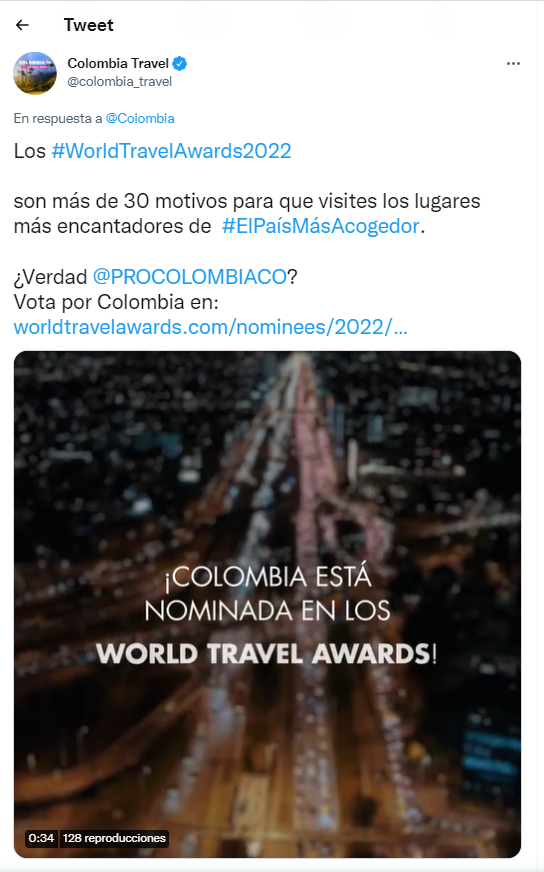 Tweet
Colombia Travel
@colombia_travel
En respuesta a @Colombia
Los #WorldTravelAwards2022
son más de 30 motivos para que visites los lugares
más encantadores de #ElPaísMásAcogedor.
¿Verdad @PROCOLOMBIACO?
Vota por Colombia en:
worldtravelawards.com/nominees/2022/...
¡COLOMBIA ESTÁ
NOMINADA EN LOS
WORLD TRAVEL AWARDS!
0:34 128 reproducciones